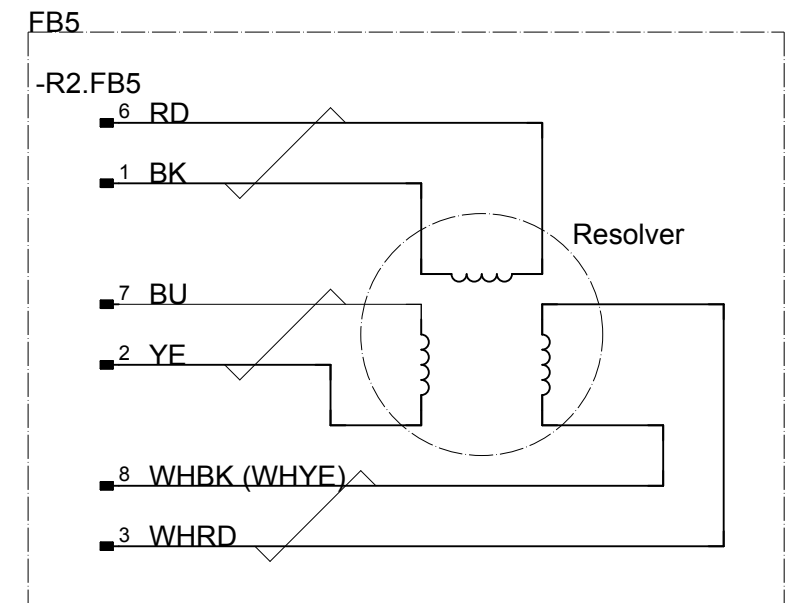 FB5
-R2.FB5
6 RD
1 BK
Resolver
7 BU
2 YE
8 WHBK (WHYE)
3 WHRD